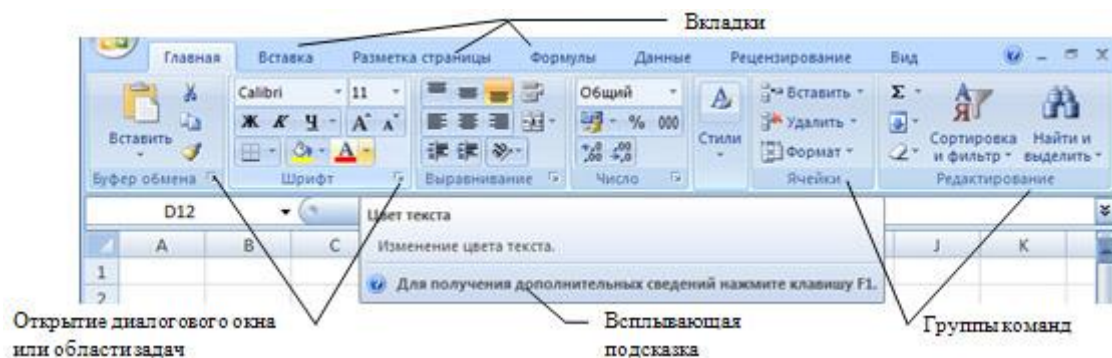 Вкладки
Главная Вставка Разметка страницы Формулы Данные Рецензирование Вид
Calibri 11 Общий Вставить Σ
Ж К Ч А А % 000 Удалить
Вставить А Стили Формат Сортировка и фильтр Найти и выделить
Буфер обмена Шрифт Выравнивание Число Ячейки Редактирование
D12 Цвет текста
A B C Изменение цвета текста. J K
1
2 Для получения дополнительных сведений нажмите клавишу F1.
Открытие диалогового окна
или области задач
Всплывающая
подсказка
Группы команд